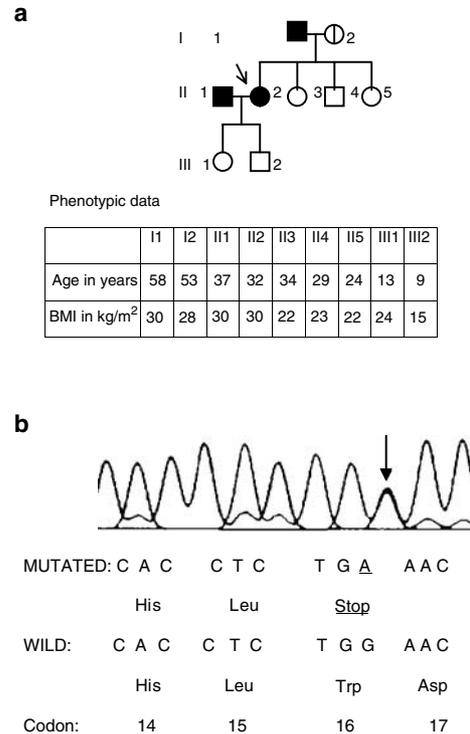 a
I 1 2
II 1 2 3 4 5
III 1 2
Phenotypic data
I1 I2 II1 II2 II3 II4 II5 III1 III2
Age in years 58 53 37 32 34 29 24 13 9
BMI in kg/m² 30 28 30 30 22 23 22 24 15
b
MUTATED: C A C C T C T G A A A C
His Leu Stop
WILD: C A C C T C T G G A A C
His Leu Trp Asp
Codon: 14 15 16 17